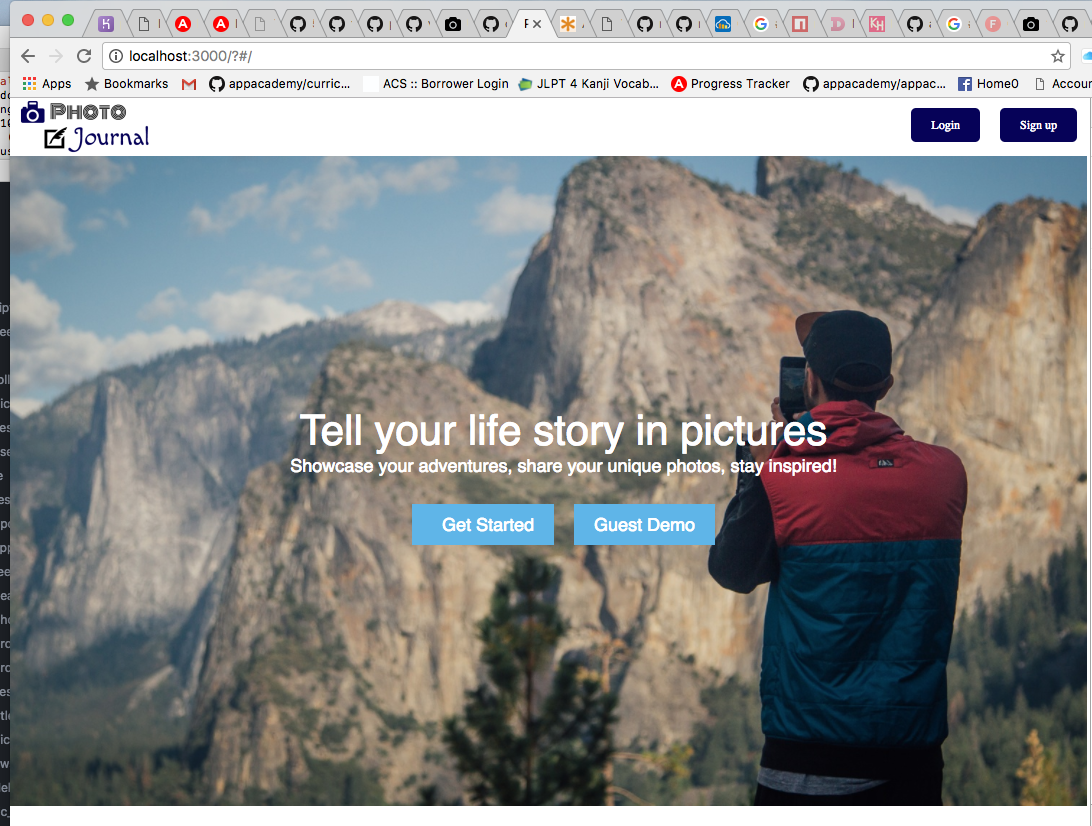 localhost:3000/?#/
Apps Bookmarks appacademy/curric... ACS :: Borrower Login JLPT 4 Kanji Vocab... Progress Tracker appacademy/appac... Home0 Accoun
PHOTO
Journal
Login Sign up
Tell your life story in pictures
Showcase your adventures, share your unique photos, stay inspired!
Get Started Guest Demo